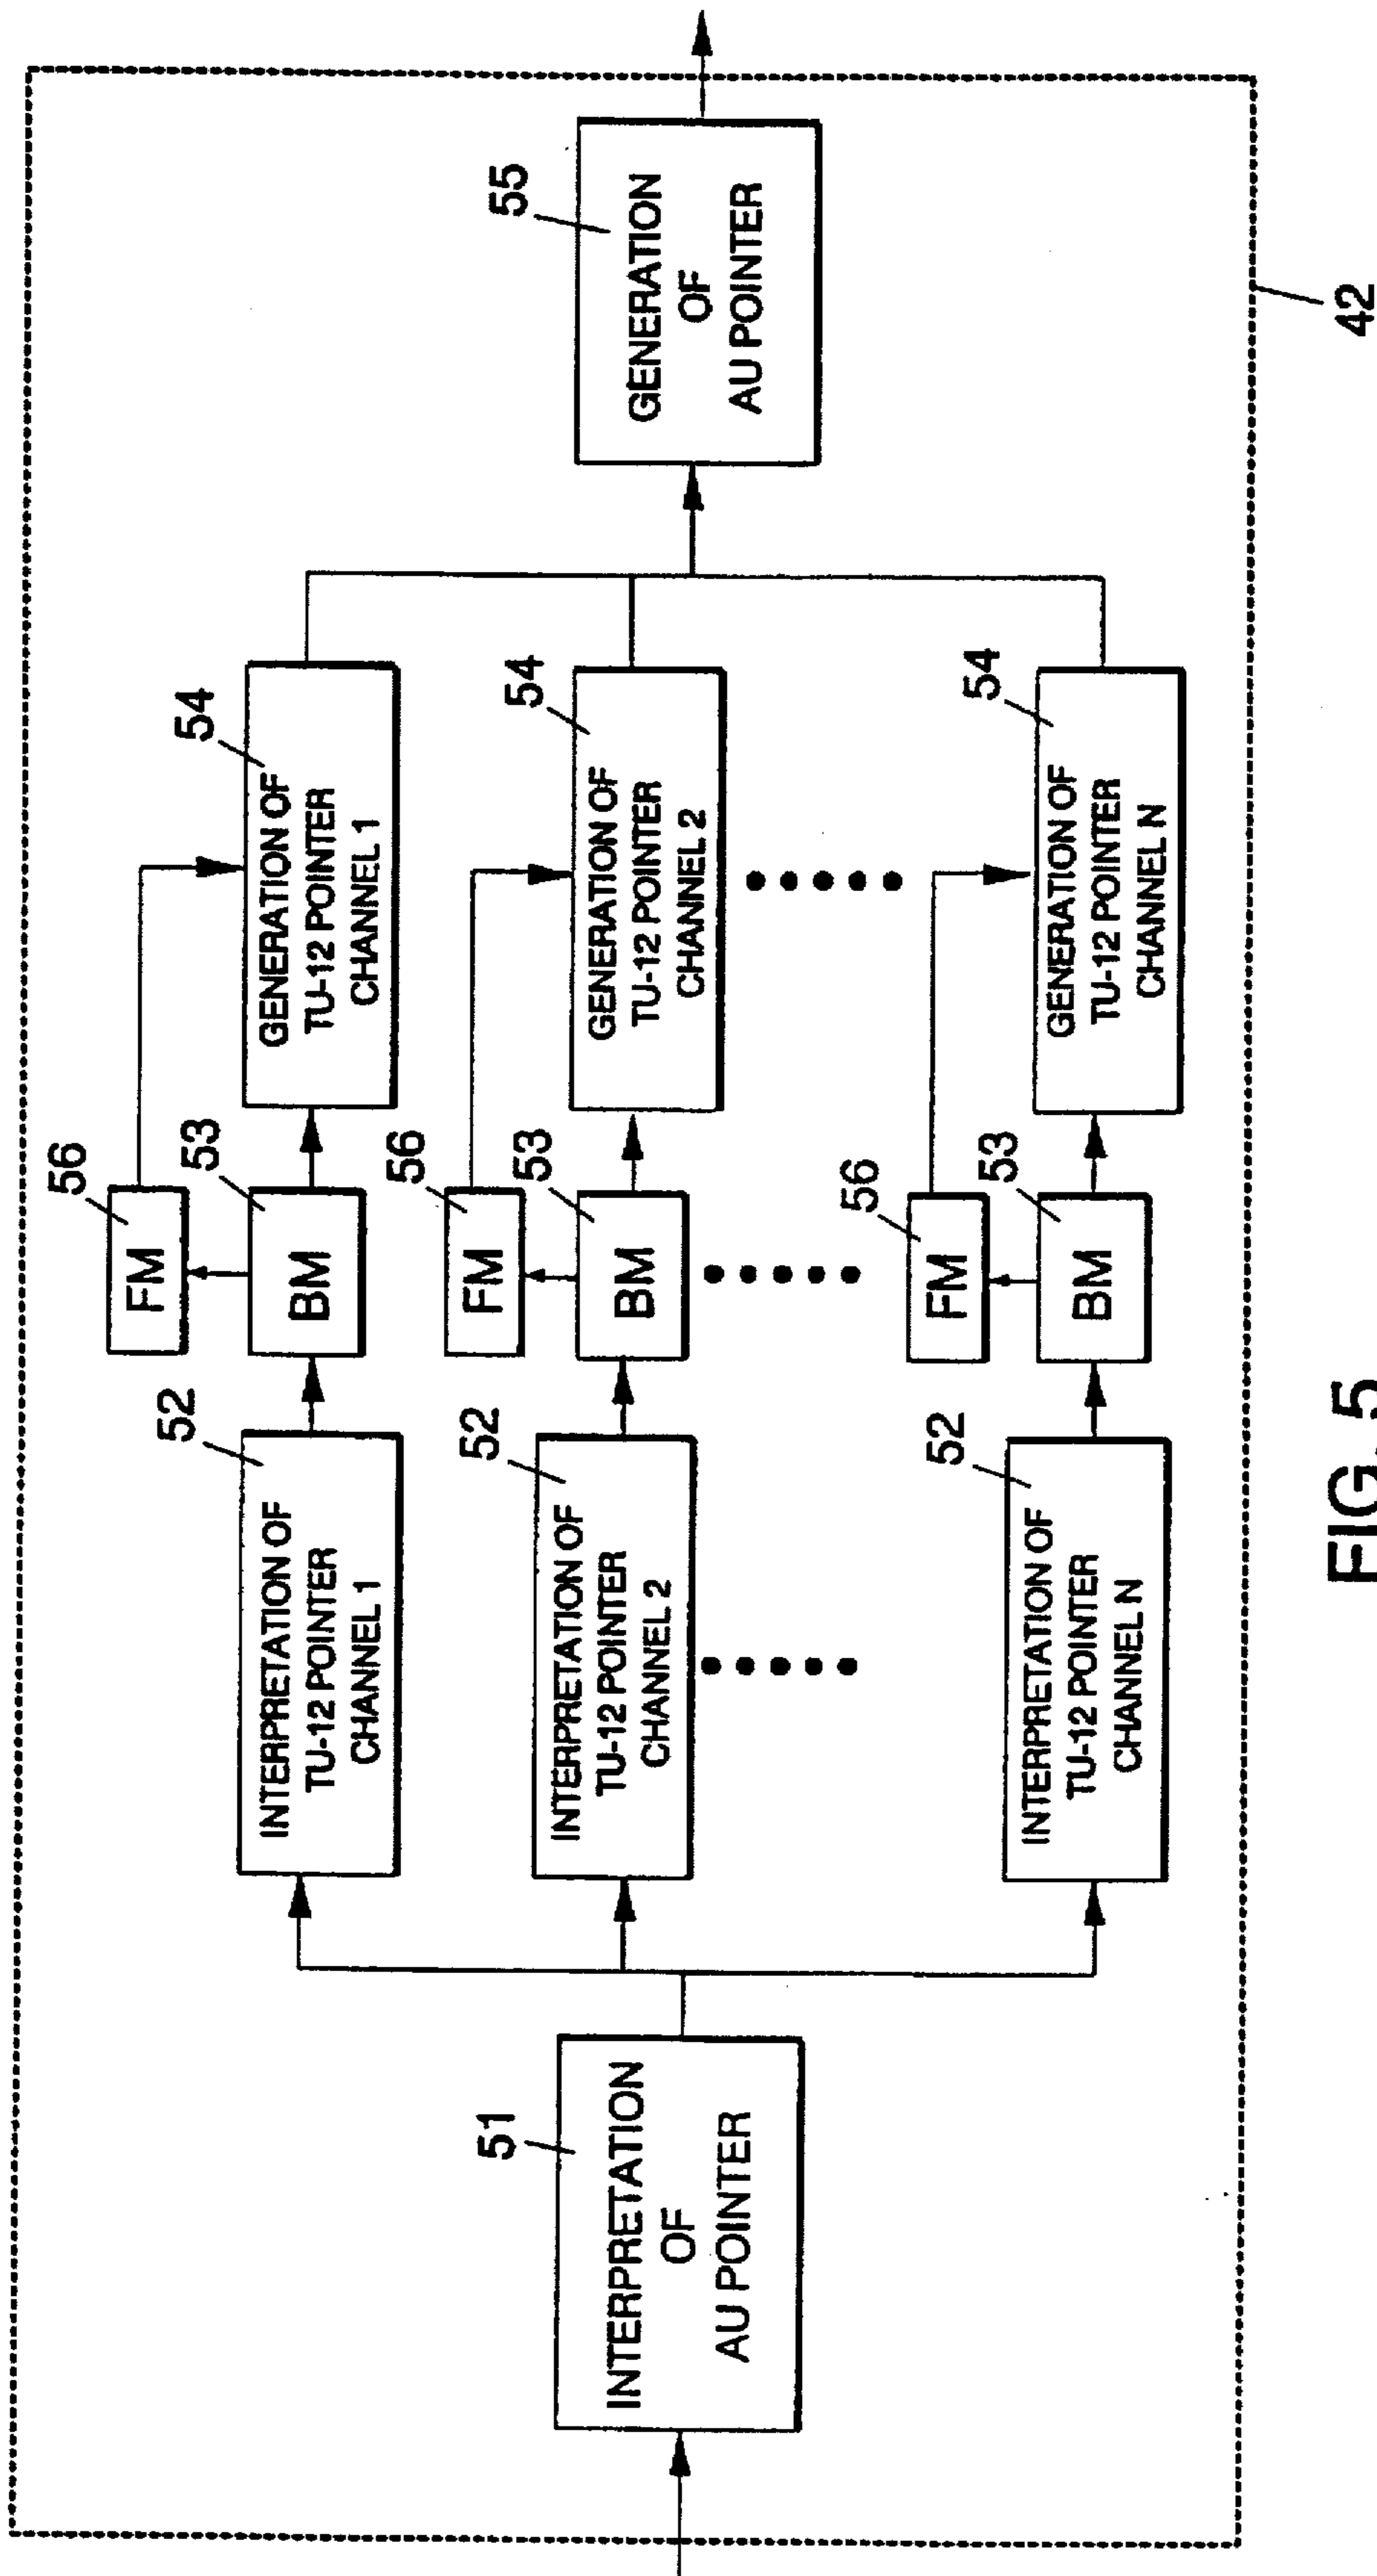 51
INTERPRETATION
OF
AU POINTER
52
INTERPRETATION OF
TU-12 POINTER
CHANNEL 1
56
FM
53
BM
54
GENERATION OF
TU-12 POINTER
CHANNEL 1
52
INTERPRETATION OF
TU-12 POINTER
CHANNEL 2
56
FM
53
BM
54
GENERATION OF
TU-12 POINTER
CHANNEL 2
52
INTERPRETATION OF
TU-12 POINTER
CHANNEL N
56
FM
53
BM
54
GENERATION OF
TU-12 POINTER
CHANNEL N
55
GENERATION
OF
AU POINTER
42
FIG. 5